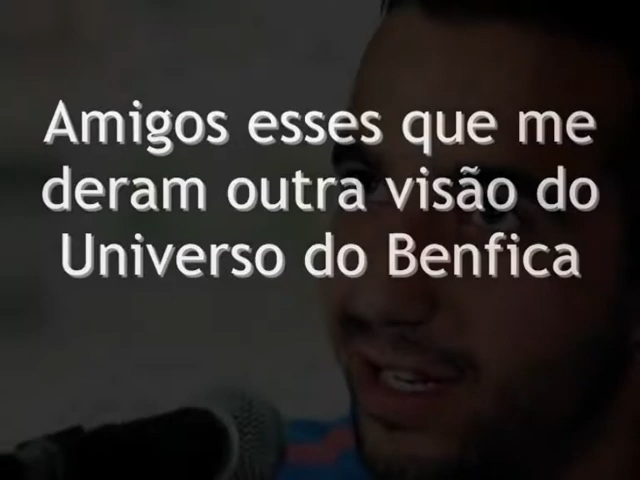 Amigos esses que me
deram outra visão do
Universo do Benfica